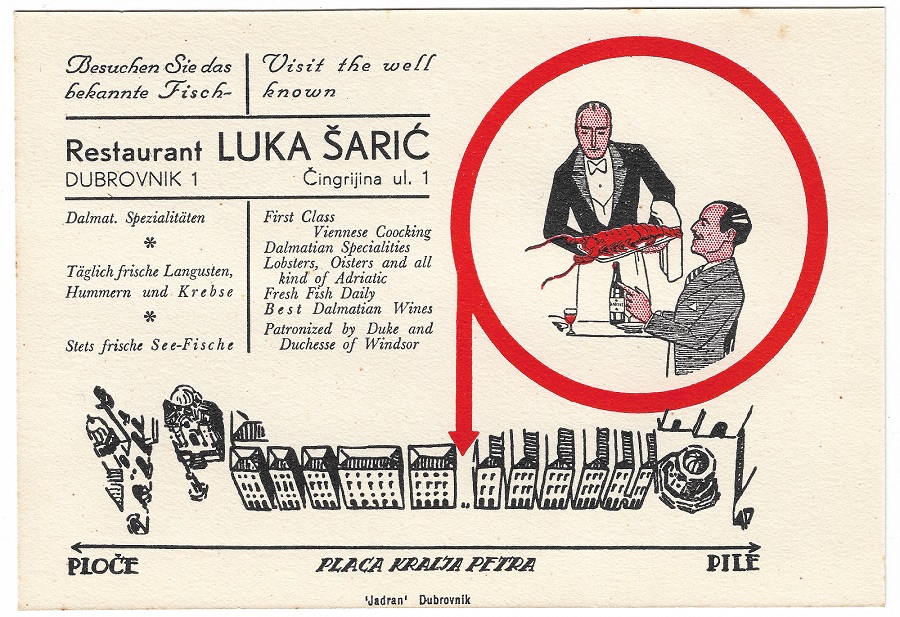 Besuchen Sie das
bekannte Fisch-
Visit the well
known
Restaurant LUKA ŠARIĆ
DUBROVNIK 1
Čingrijina ul. 1
Dalmat. Spezialitäten
*
Täglich frische Langusten,
Hummern und Krebse
*
Stets frische See-Fische
First Class
Viennese Coocking
Dalmatian Specialities
Lobsters, Oisters and all
kind of Adriatic
Fresh Fish Daily
Best Dalmatian Wines
Patronized by Duke and
Duchesse of Windsor
PLOČE
PLACA KRALJA PETRA
PILE
'Jadran' Dubrovnik